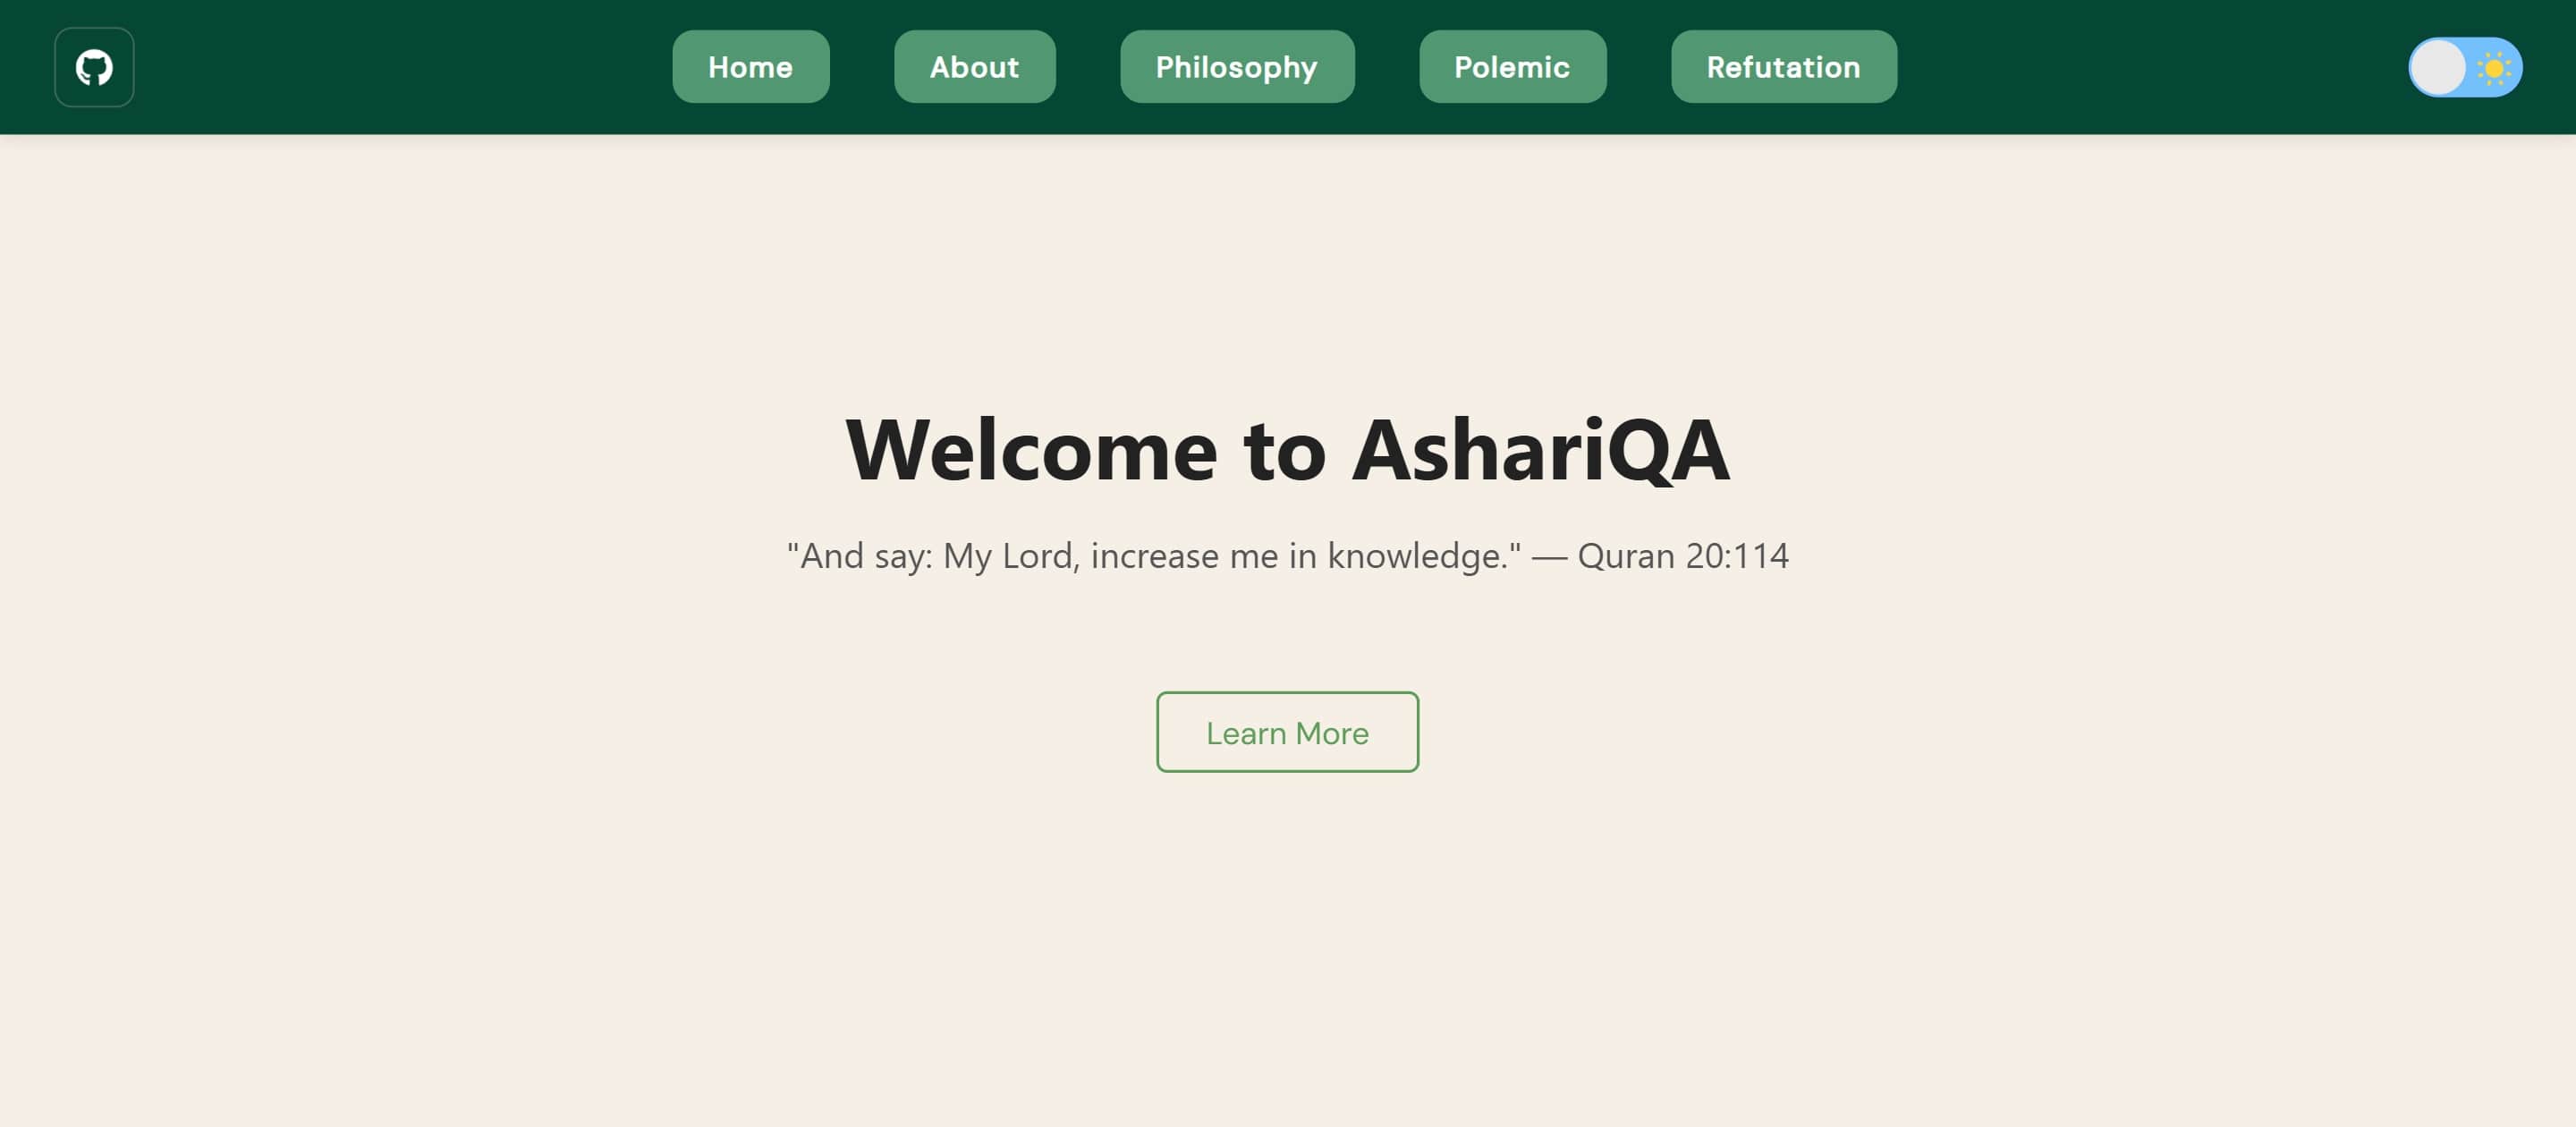 Home About Philosophy Polemic Refutation
Welcome to AshariQA
"And say: My Lord, increase me in knowledge." — Quran 20:114
Learn More